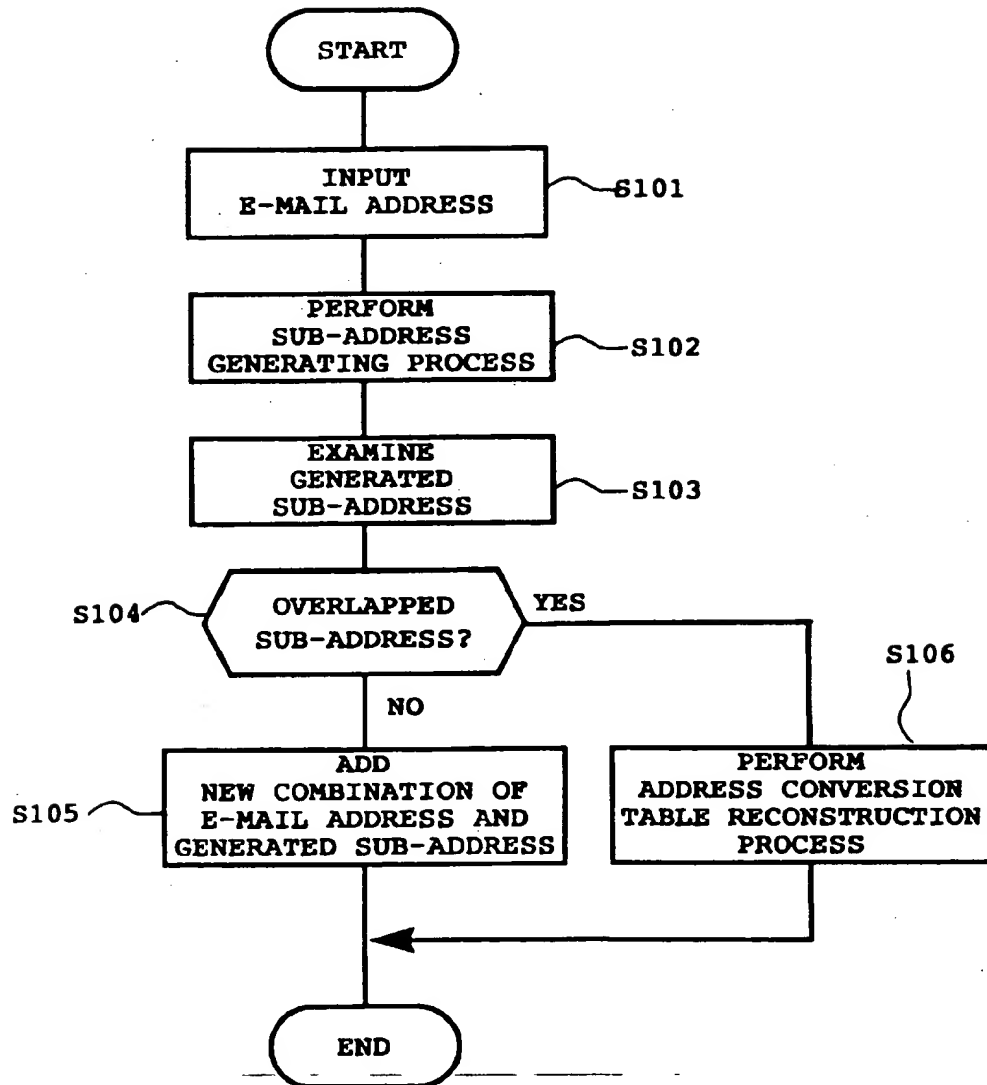 START
INPUT
E-MAIL ADDRESS
S101
PERFORM
SUB-ADDRESS
GENERATING PROCESS
S102
EXAMINE
GENERATED
SUB-ADDRESS
S103
S104
OVERLAPPED
SUB-ADDRESS?
YES
NO
S106
ADD
NEW COMBINATION OF
E-MAIL ADDRESS AND
GENERATED SUB-ADDRESS
S105
PERFORM
ADDRESS CONVERSION
TABLE RECONSTRUCTION
PROCESS
END